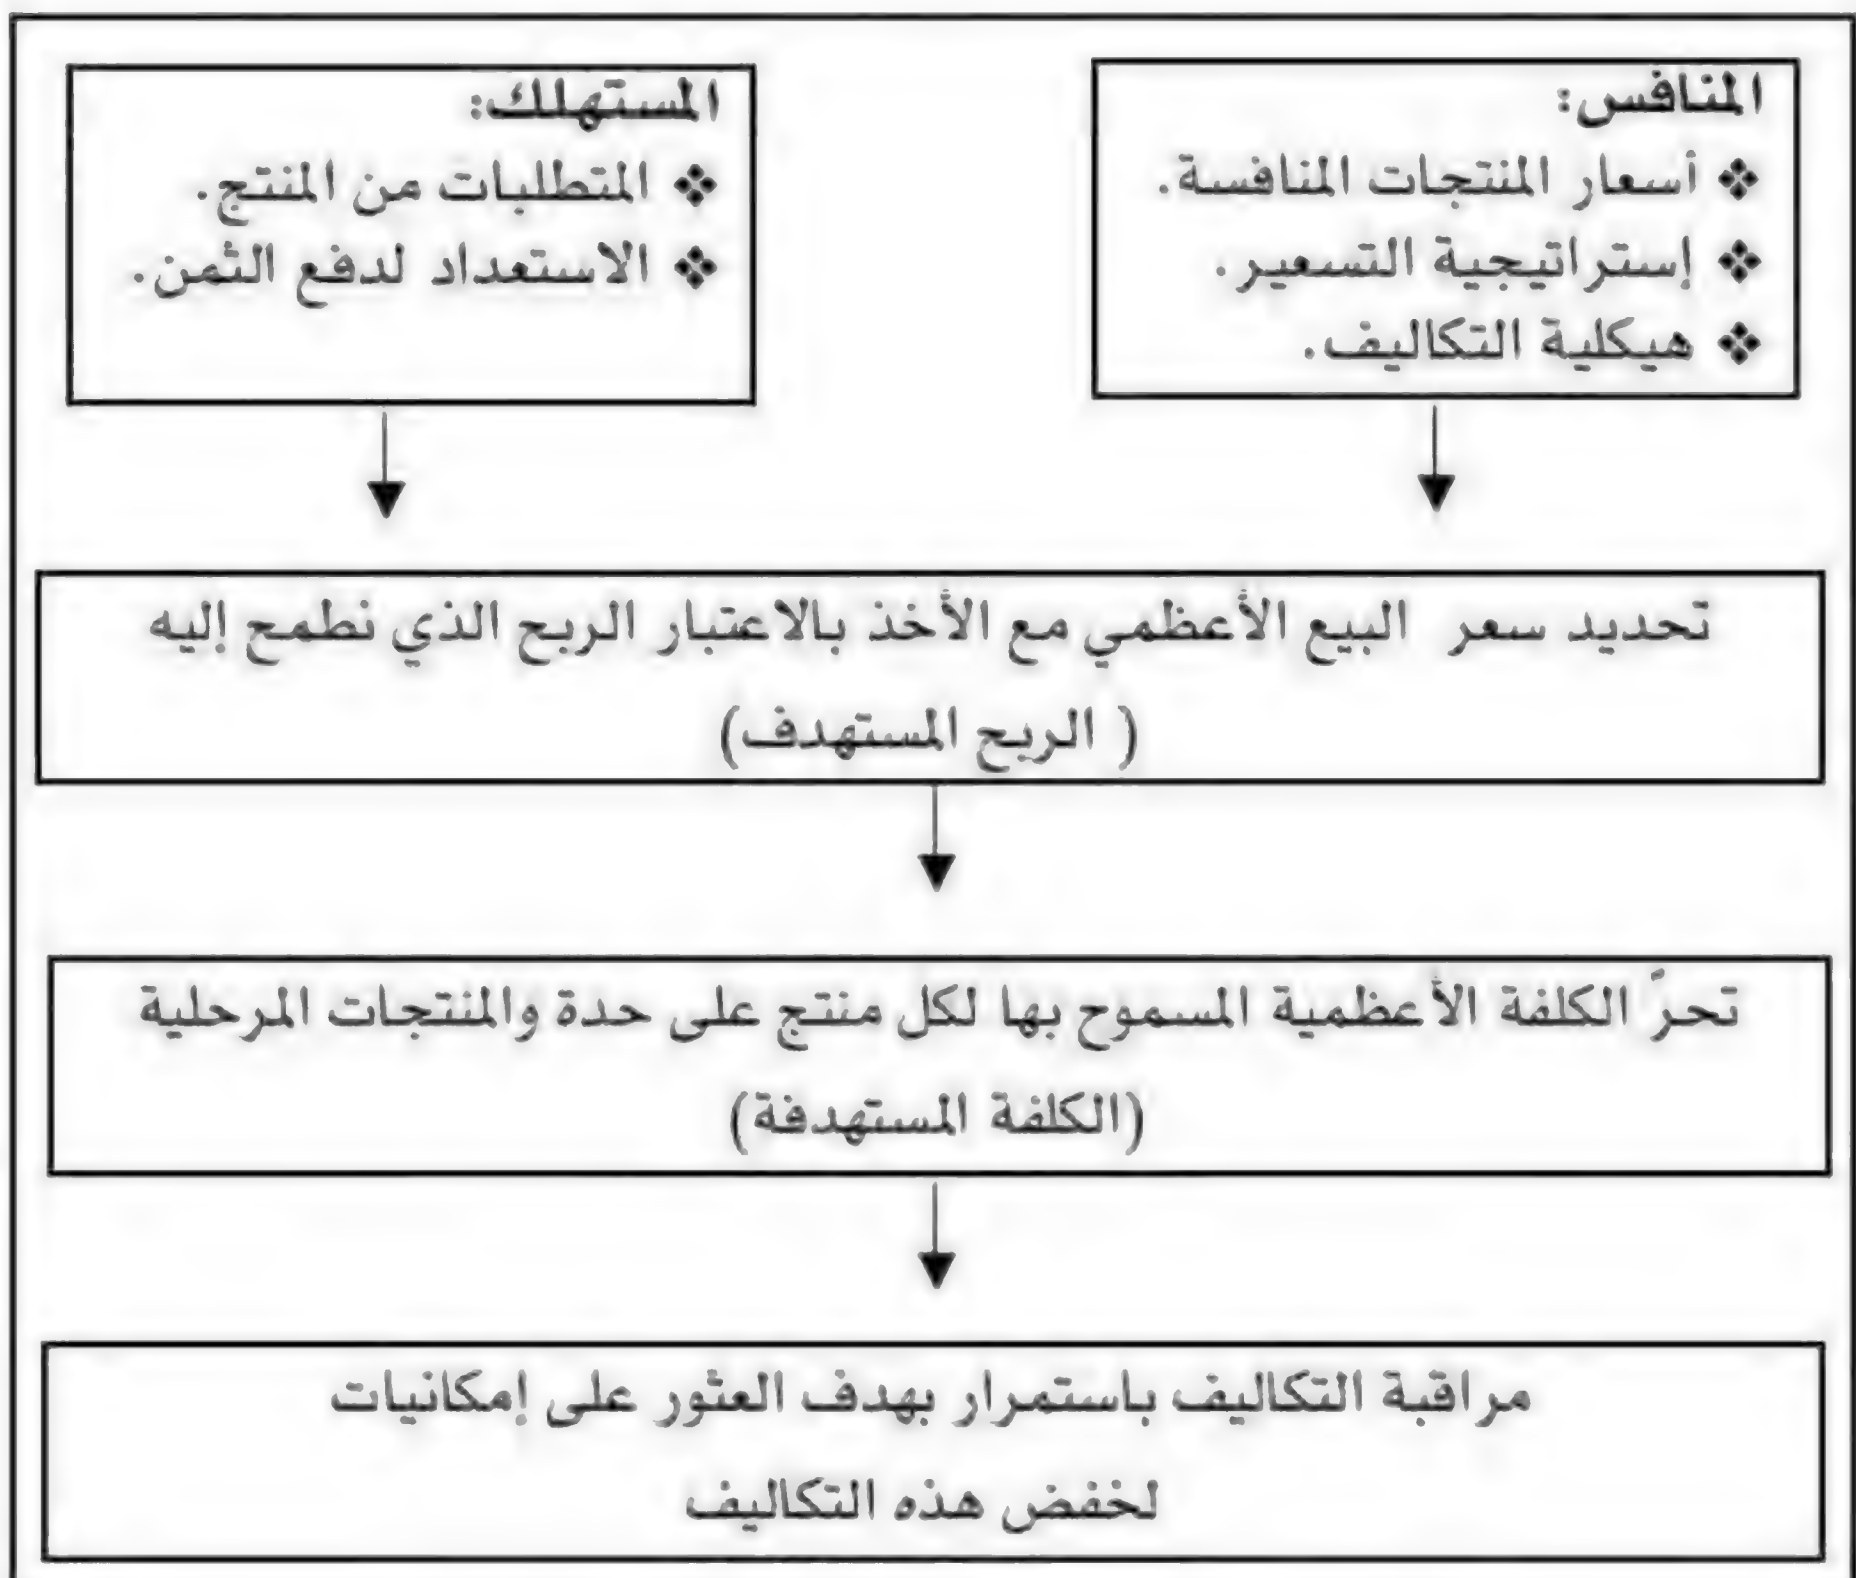 المنافس:
❖ أسعار المنتجات المنافسة.
❖ إستراتيجية التسعير.
❖ هيكلية التكاليف.
المستهلك:
❖ المتطلبات من المنتج.
❖ الاستعداد لدفع الثمن.
تحديد سعر البيع الأعظمي مع الأخذ بالاعتبار الربح الذي نطمح إليه
( الربح المستهدف)
تحرّ الكلفة الأعظمية المسموح بها لكل منتج على حدة والمنتجات المرحلية
(الكلفة المستهدفة)
مراقبة التكاليف باستمرار بهدف العثور على إمكانيات
لخفض هذه التكاليف